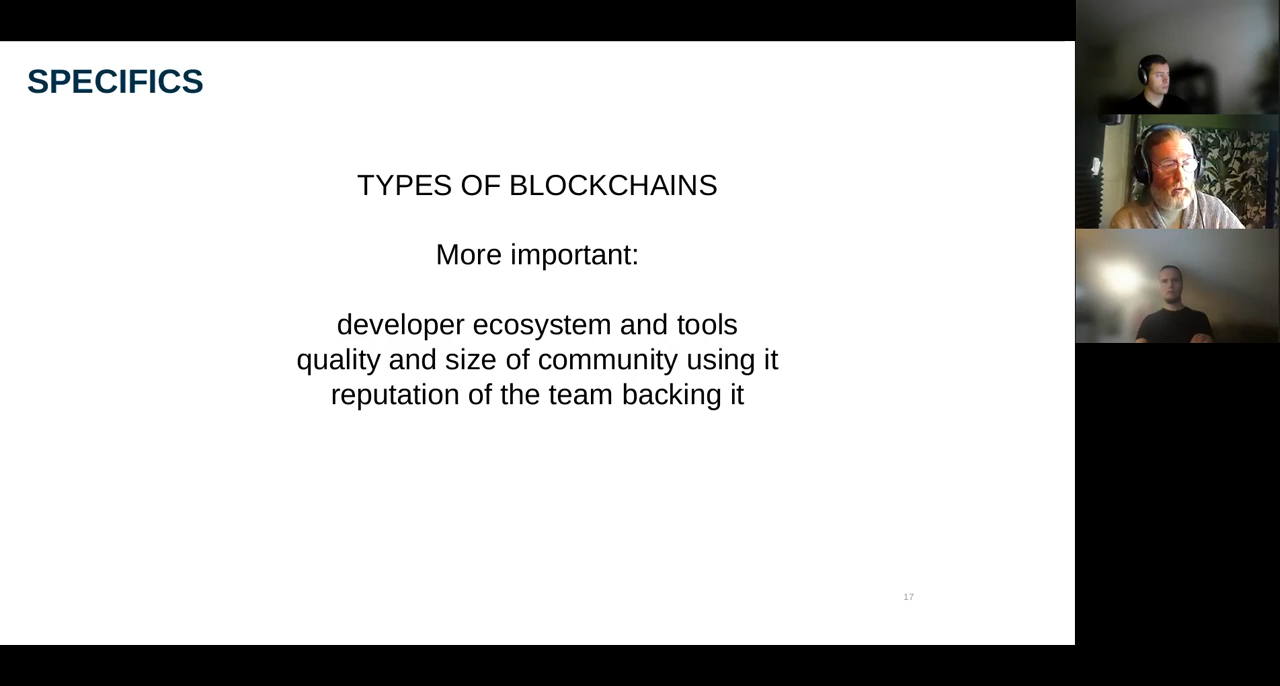 SPECIFICS
TYPES OF BLOCKCHAINS
More important:
developer ecosystem and tools
quality and size of community using it
reputation of the team backing it
17